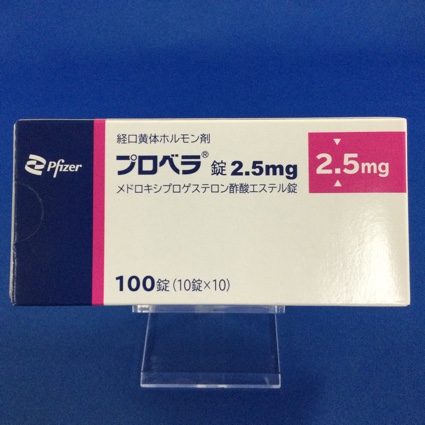 Pfizer
経口黄体ホルモン剤
プロベラ®錠2.5mg
メドロキシプロゲステロン酢酸エステル錠
2.5mg
100錠(10錠×10)